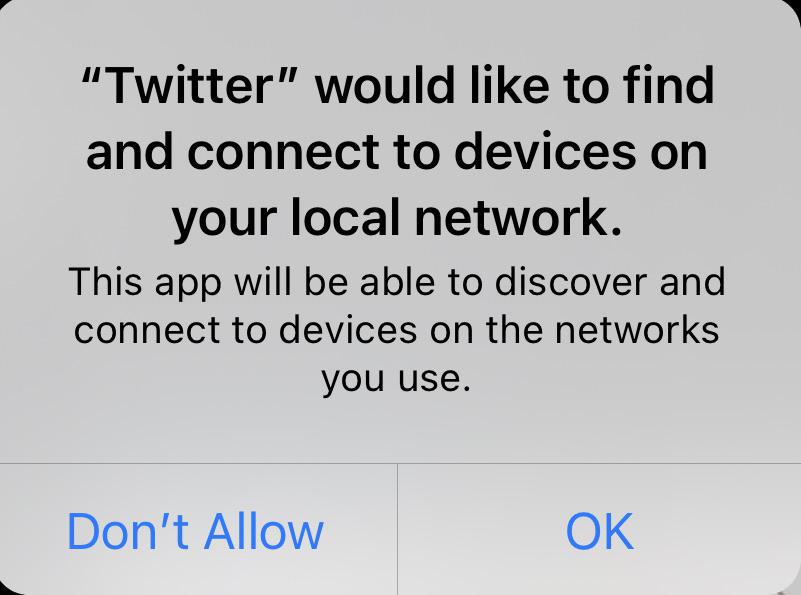 “Twitter” would like to find
and connect to devices on
your local network.
This app will be able to discover and
connect to devices on the networks
you use.
Don’t Allow
OK